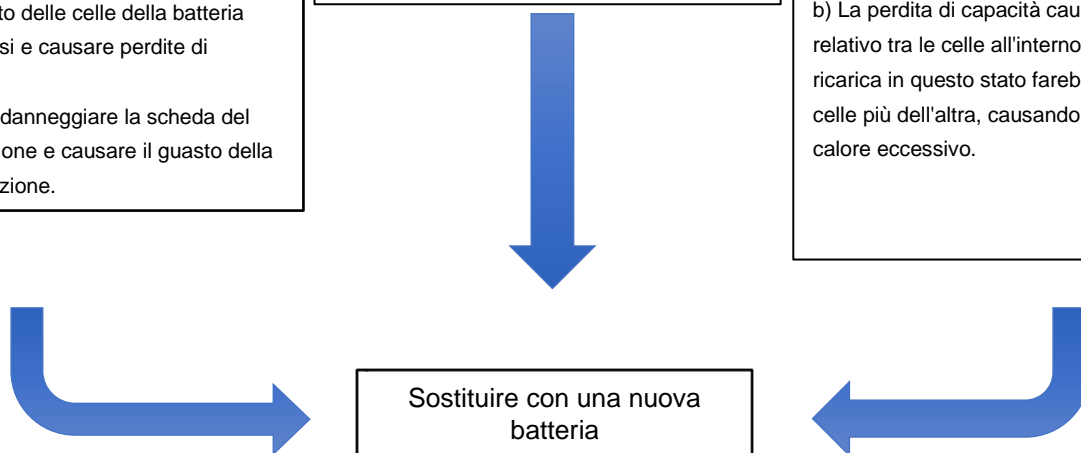 to delle celle della batteria
si e causare perdite di
danneggiare la scheda del
one e causare il guasto della
zione.
b) La perdita di capacità cau
relativo tra le celle all'interno
ricarica in questo stato fareb
celle più dell'altra, causando
calore eccessivo.
Sostituire con una nuova
batteria